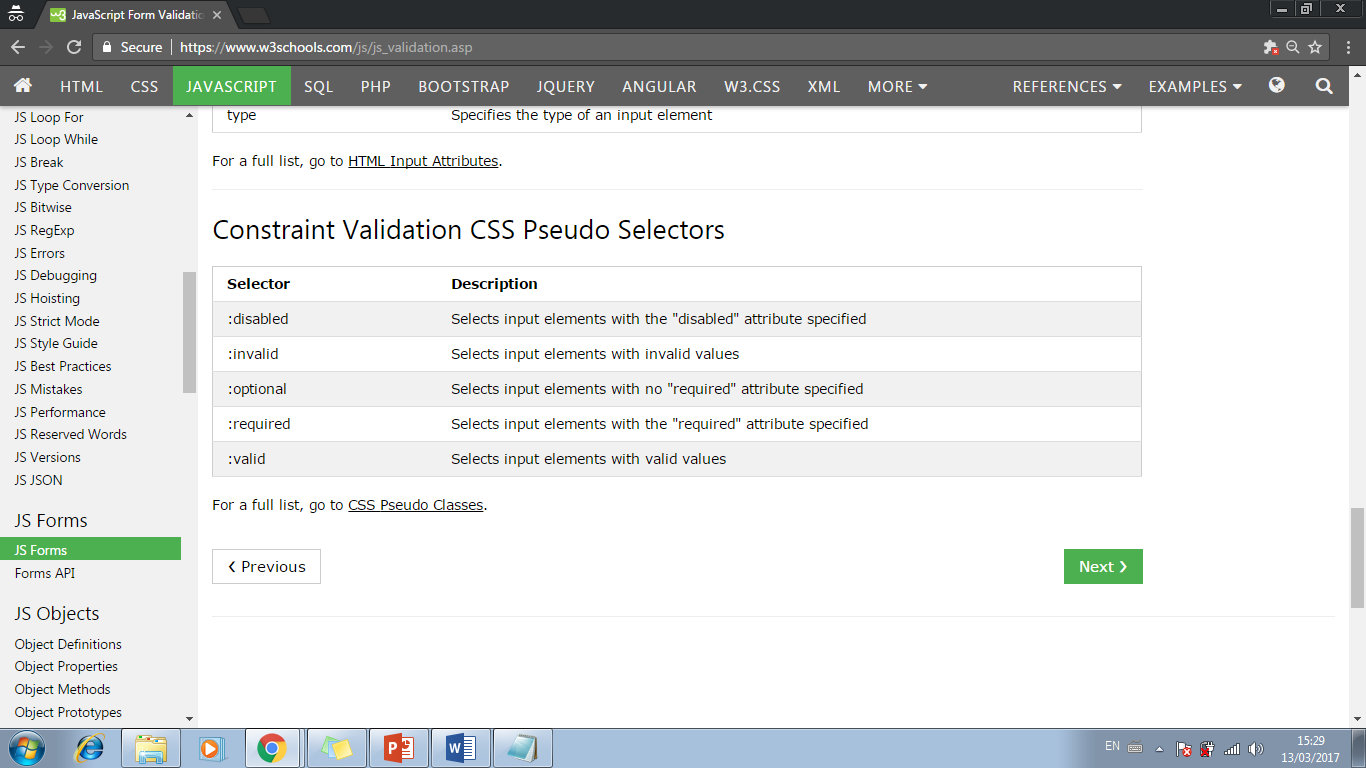 JavaScript Form Validatio
Secure https://www.w3schools.com/js/js_validation.asp
HTML CSS JAVASCRIPT SQL PHP BOOTSTRAP JQUERY ANGULAR W3.CSS XML MORE REFERENCES EXAMPLES
JS Loop For
JS Loop While
JS Break
JS Type Conversion
JS Bitwise
JS RegExp
JS Errors
JS Debugging
JS Hoisting
JS Strict Mode
JS Style Guide
JS Best Practices
JS Mistakes
JS Performance
JS Reserved Words
JS Versions
JS JSON
JS Forms
JS Forms
Forms API
JS Objects
Object Definitions
Object Properties
Object Methods
Object Prototypes
type Specifies the type of an input element
For a full list, go to HTML Input Attributes.
Constraint Validation CSS Pseudo Selectors
Selector Description
:disabled Selects input elements with the "disabled" attribute specified
:invalid Selects input elements with invalid values
:optional Selects input elements with no "required" attribute specified
:required Selects input elements with the "required" attribute specified
:valid Selects input elements with valid values
For a full list, go to CSS Pseudo Classes.
❮ Previous Next ❯
EN 15:29
13/03/2017